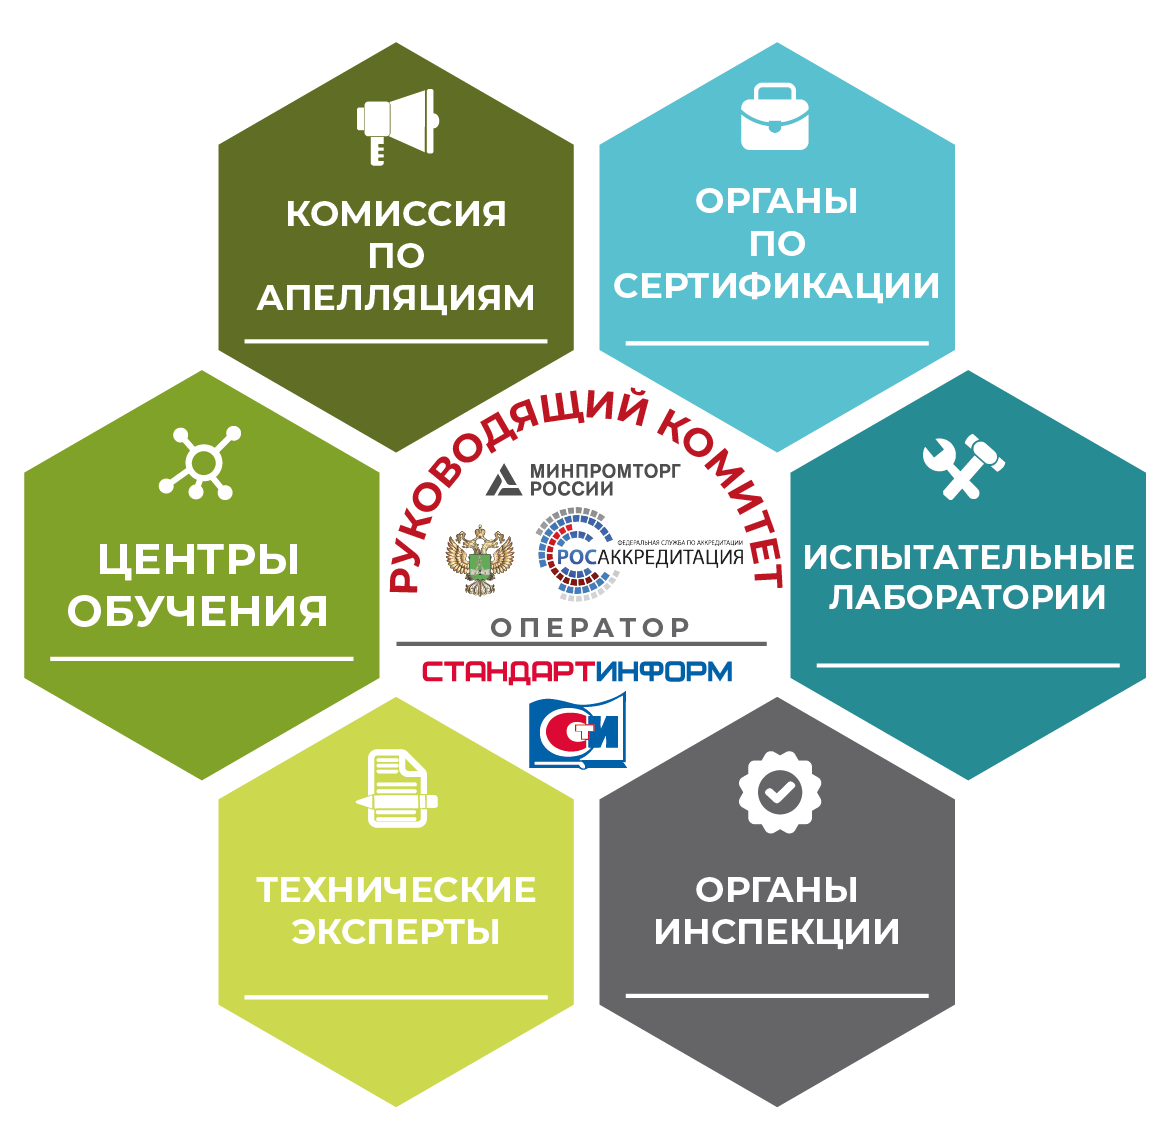 КОМИССИЯ
ПО
АПЕЛЛЯЦИЯМ
ОРГАНЫ
ПО
СЕРТИФИКАЦИИ
РУКОВОДЯЩИЙ КОМИТЕТ
МИНПРОМТОРГ
РОССИИ
ФЕДЕРАЛЬНАЯ СЛУЖБА ПО АККРЕДИТАЦИИ
РОСАККРЕДИТАЦИЯ
ОПЕРАТОР
СТАНДАРТИНФОРМ
СТИ
ЦЕНТРЫ
ОБУЧЕНИЯ
ИСПЫТАТЕЛЬНЫЕ
ЛАБОРАТОРИИ
ТЕХНИЧЕСКИЕ
ЭКСПЕРТЫ
ОРГАНЫ
ИНСПЕКЦИИ